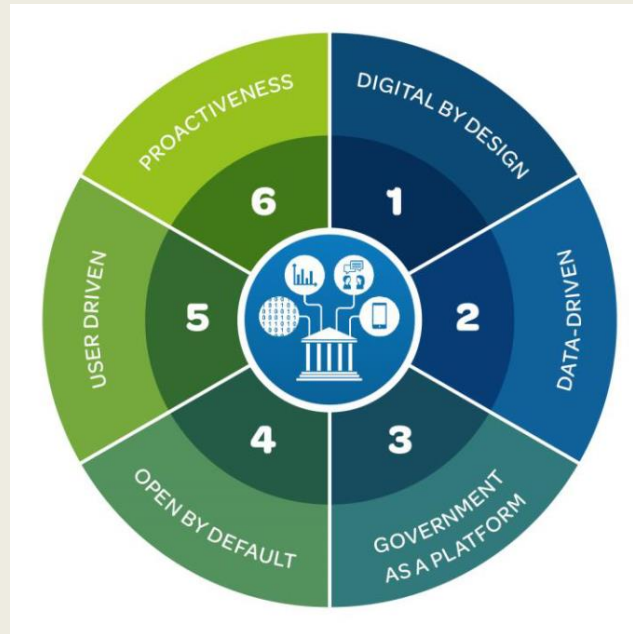 DIGITAL BY DESIGN
1
DATA-DRIVEN
2
GOVERNMENT
AS A PLATFORM
3
OPEN BY DEFAULT
4
USER DRIVEN
5
PROACTIVENESS
6